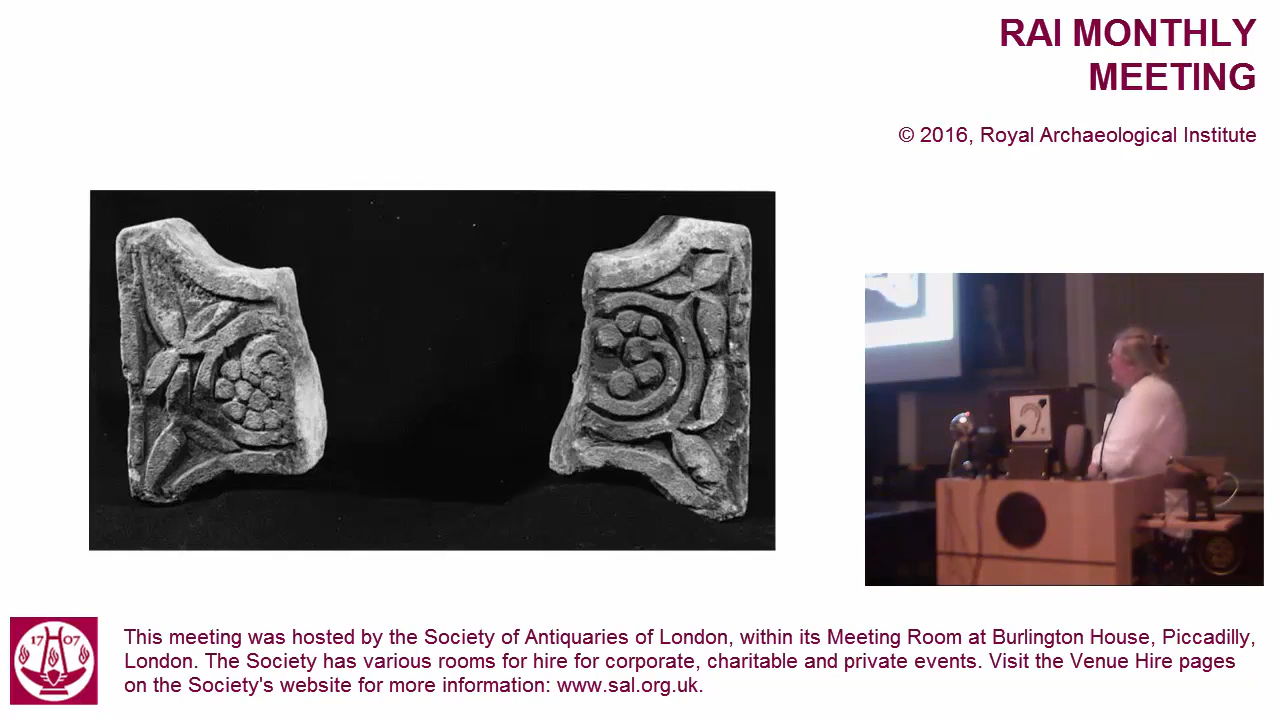 RAI MONTHLY
MEETING
© 2016, Royal Archaeological Institute
17 07
This meeting was hosted by the Society of Antiquaries of London, within its Meeting Room at Burlington House, Piccadilly,
London. The Society has various rooms for hire for corporate, charitable and private events. Visit the Venue Hire pages
on the Society's website for more information: www.sal.org.uk.